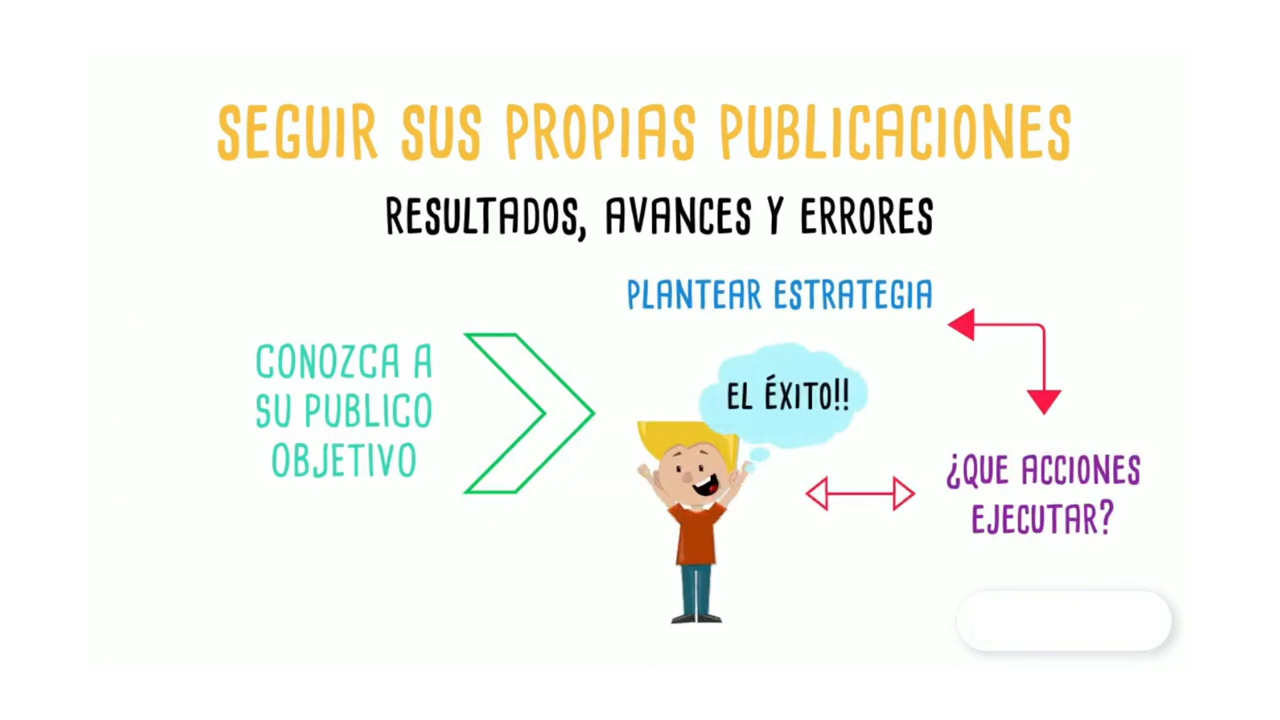 SEGUIR SUS PROPIAS PUBLICACIONES
RESULTADOS, AVANCES Y ERRORES
PLANTEAR ESTRATEGIA
CONOZCA A
SU PUBLICO
OBJETIVO
EL ÉXITO!!
¿QUE ACCIONES
EJECUTAR?